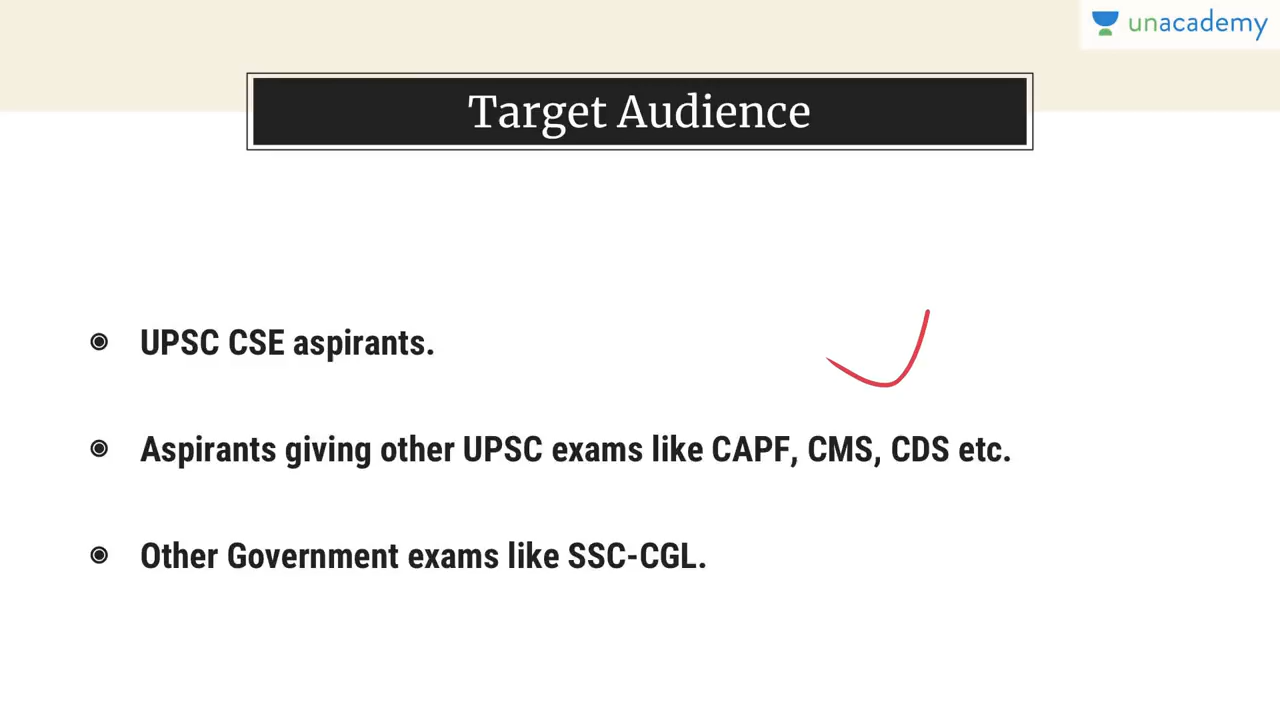 unacademy
Target Audience
UPSC CSE aspirants.
Aspirants giving other UPSC exams like CAPF, CMS, CDS etc.
Other Government exams like SSC-CGL.